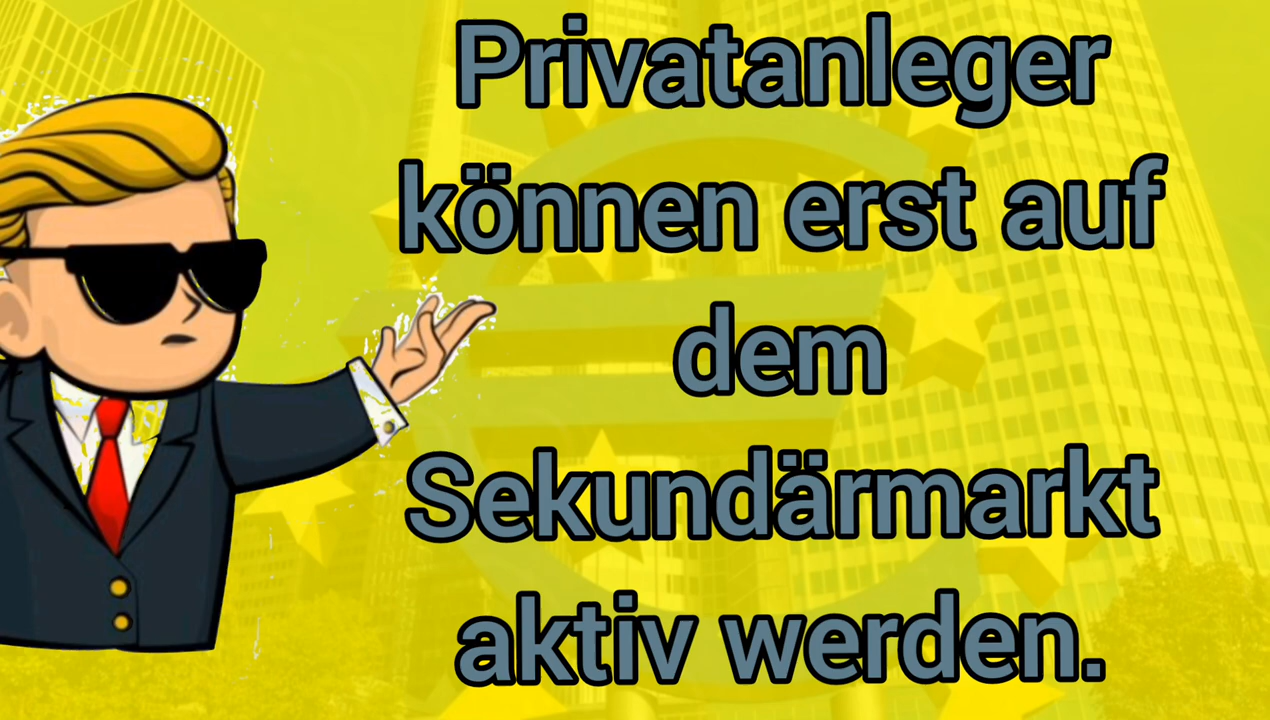 Privatanleger
können erst auf
dem
Sekundärmarkt
aktiv werden.